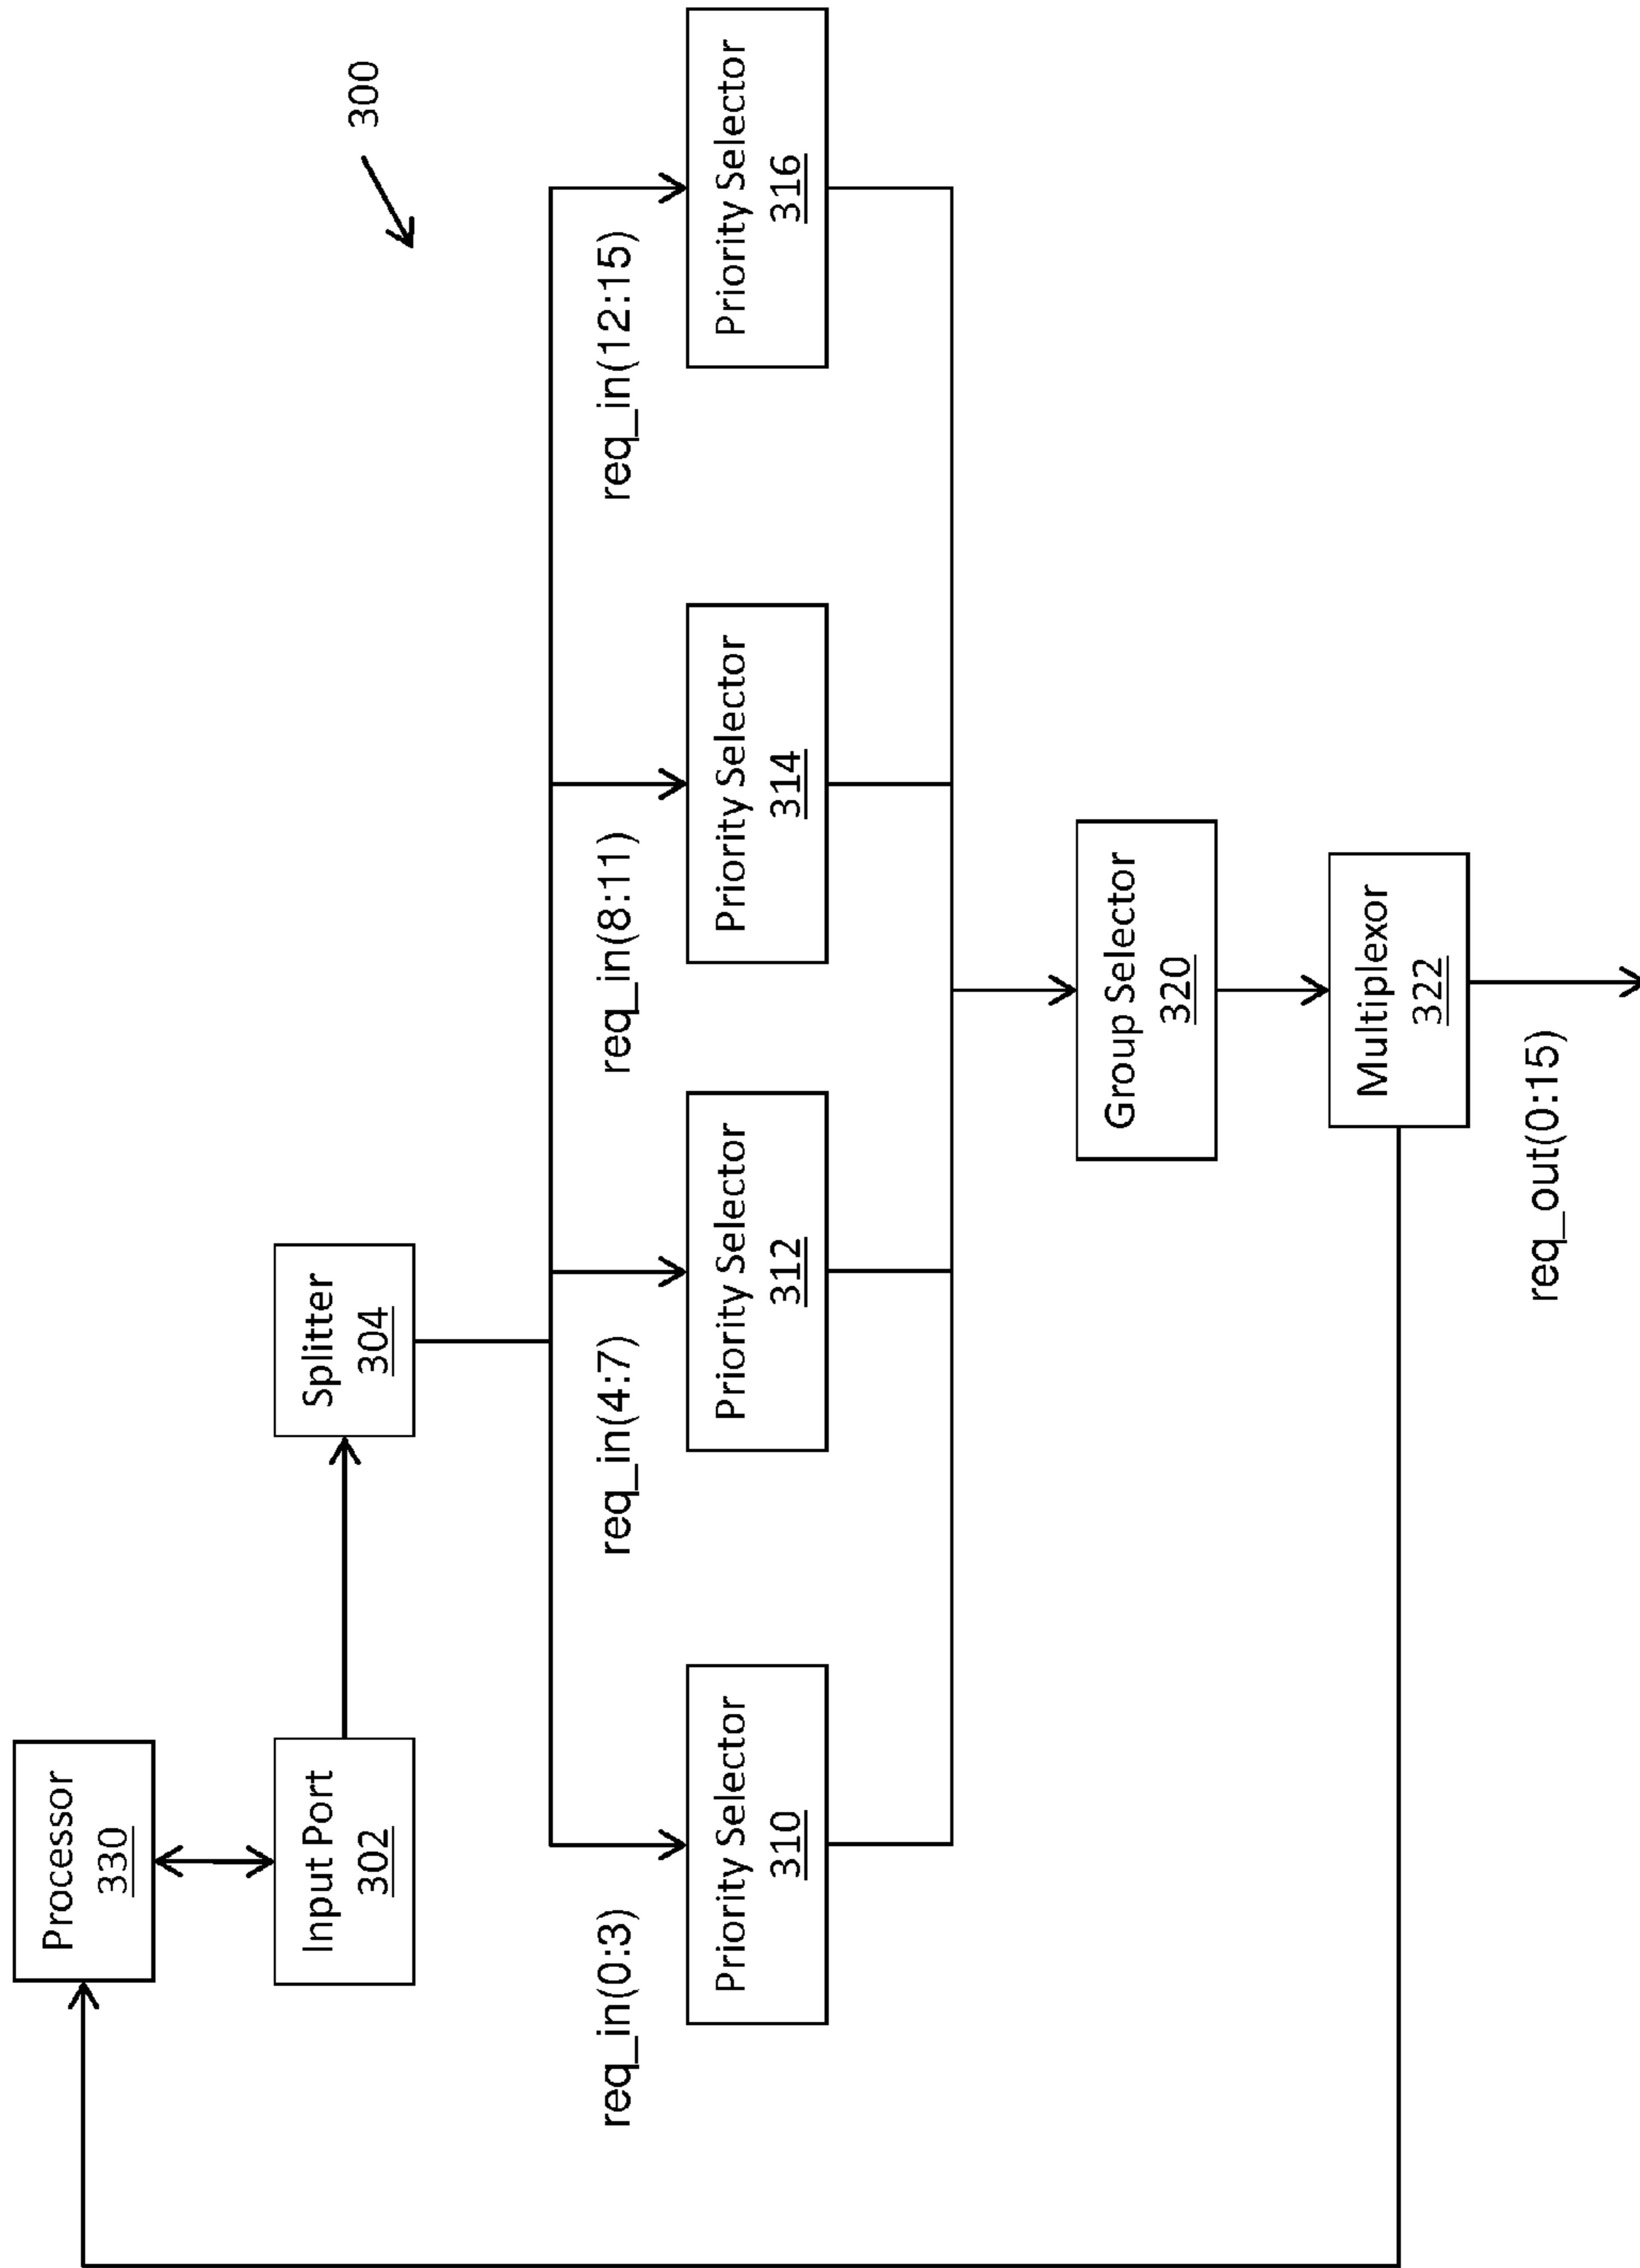 300
Processor
330
Input Port
302
Splitter
304
req_in(0:3)
req_in(4:7)
req_in(8:11)
req_in(12:15)
Priority Selector
310
Priority Selector
312
Priority Selector
314
Priority Selector
316
Group Selector
320
Multiplexor
322
req_out(0:15)